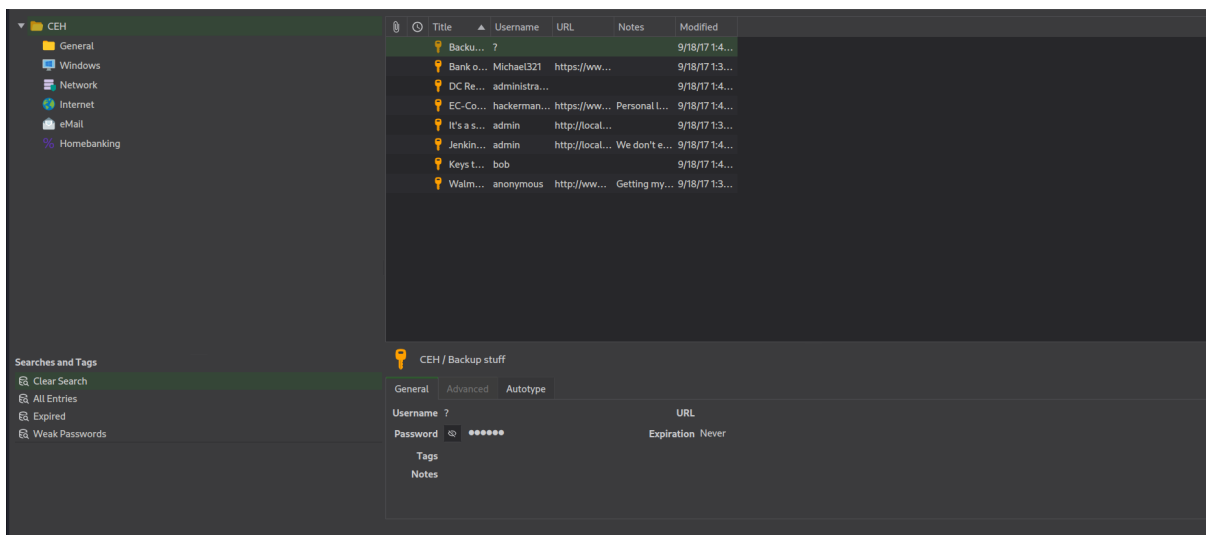 CEH
General
Windows
Network
Internet
eMail
Homebanking
Searches and Tags
Clear Search
All Entries
Expired
Weak Passwords
Title Username URL Notes Modified
Backu... ? 9/18/17 1:4...
Bank o... Michael321 https://ww... 9/18/17 1:3...
DC Re... administra... 9/18/17 1:4...
EC-Co... hackerman... https://ww... Personal l... 9/18/17 1:4...
It's a s... admin http://local... 9/18/17 1:3...
Jenkin... admin http://local... We don't e... 9/18/17 1:4...
Keys t... bob 9/18/17 1:4...
Walm... anonymous http://ww... Getting my... 9/18/17 1:3...
CEH / Backup stuff
General Advanced Autotype
Username ? URL
Password ●●●●●● Expiration Never
Tags
Notes